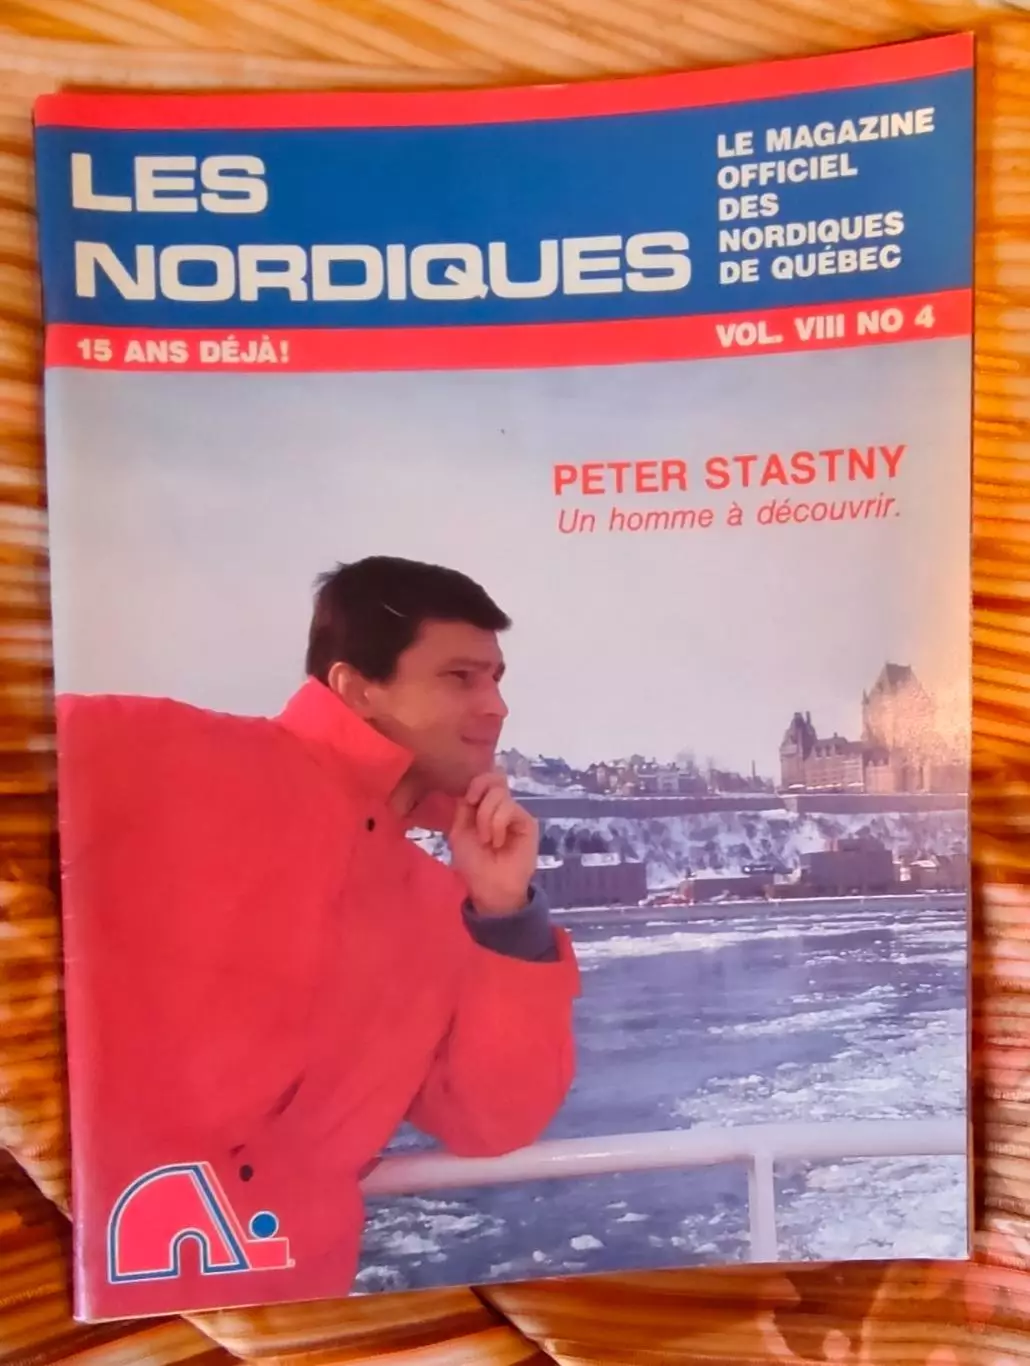 LES
NORDIQUES
LE MAGAZINE
OFFICIEL
DES
NORDIQUES
DE QUÉBEC
15 ANS DÉJÀ!
VOL. VIII NO 4
PETER STASTNY
Un homme à découvrir.